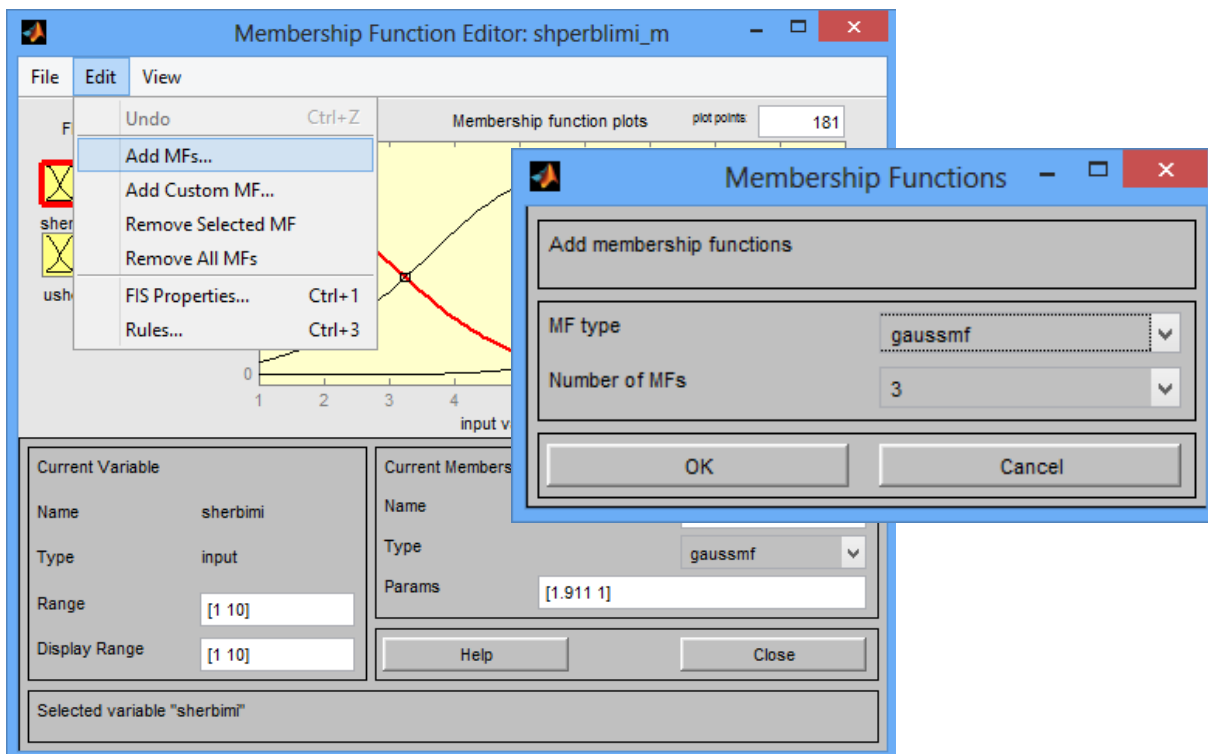 Membership Function Editor: shperblimi_m
File Edit View
Undo Ctrl+Z
Add MFs...
Add Custom MF...
Remove Selected MF
Remove All MFs
FIS Properties... Ctrl+1
Rules... Ctrl+3
Membership function plots plot points: 181
0
1 2 3 4
Membership Functions
Add membership functions
MF type gaussmf
Number of MFs 3
OK Cancel
Current Variable
Name sherbimi
Type input
Range [1 10]
Display Range [1 10]
Current
Name
Type gaussmf
Params [1.911 1]
Help Close
Selected variable "sherbimi"